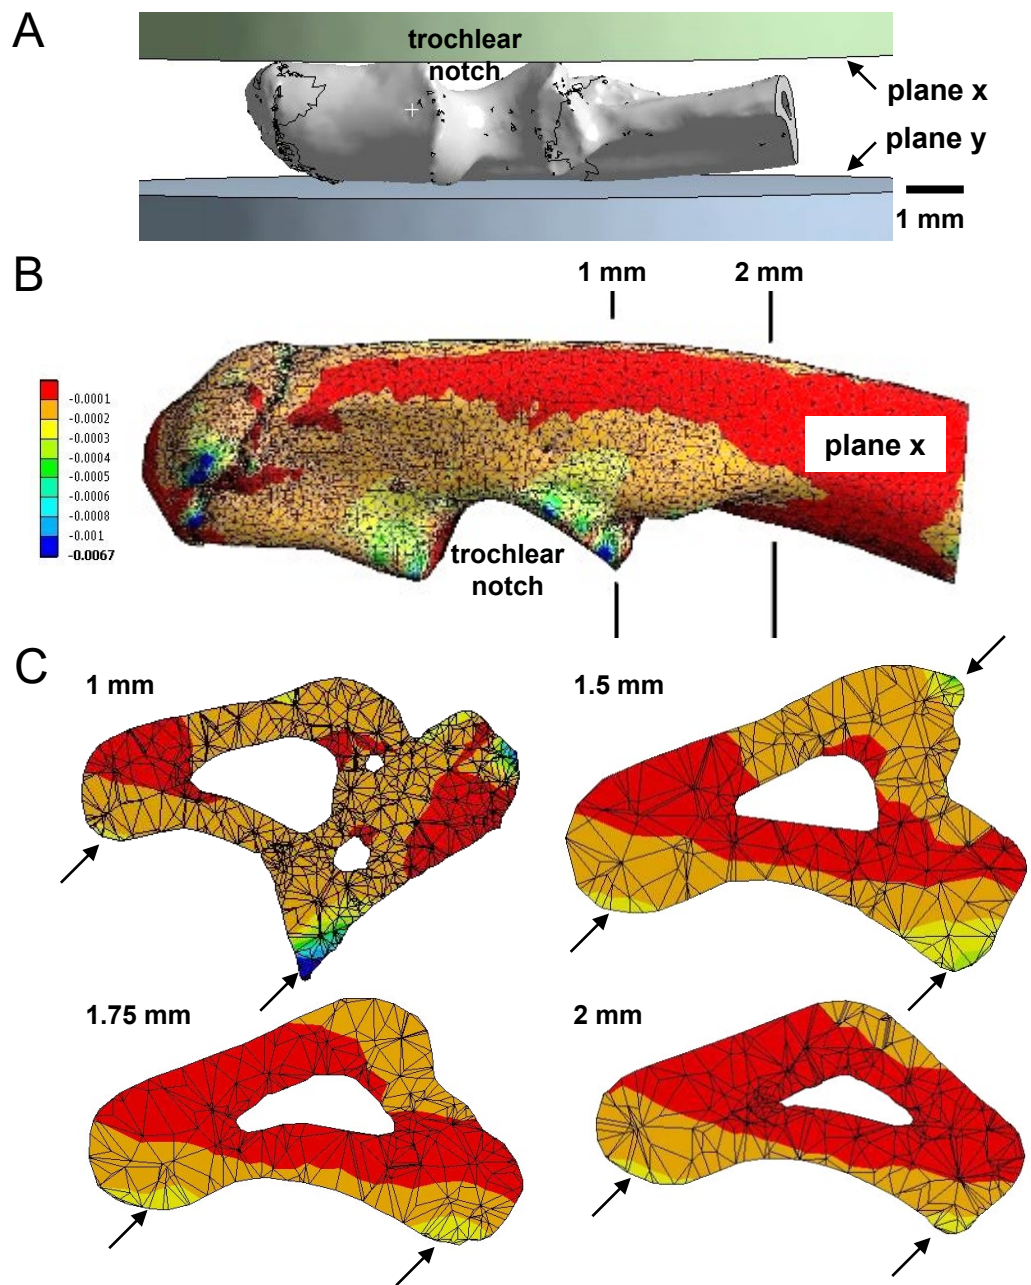 A
trochlear
notch
plane x
plane y
1 mm
B
1 mm
2 mm
-0.0001
-0.0002
-0.0003
-0.0004
-0.0005
-0.0006
-0.0008
-0.001
-0.0067
plane x
trochlear
notch
C
1 mm
1.5 mm
1.75 mm
2 mm